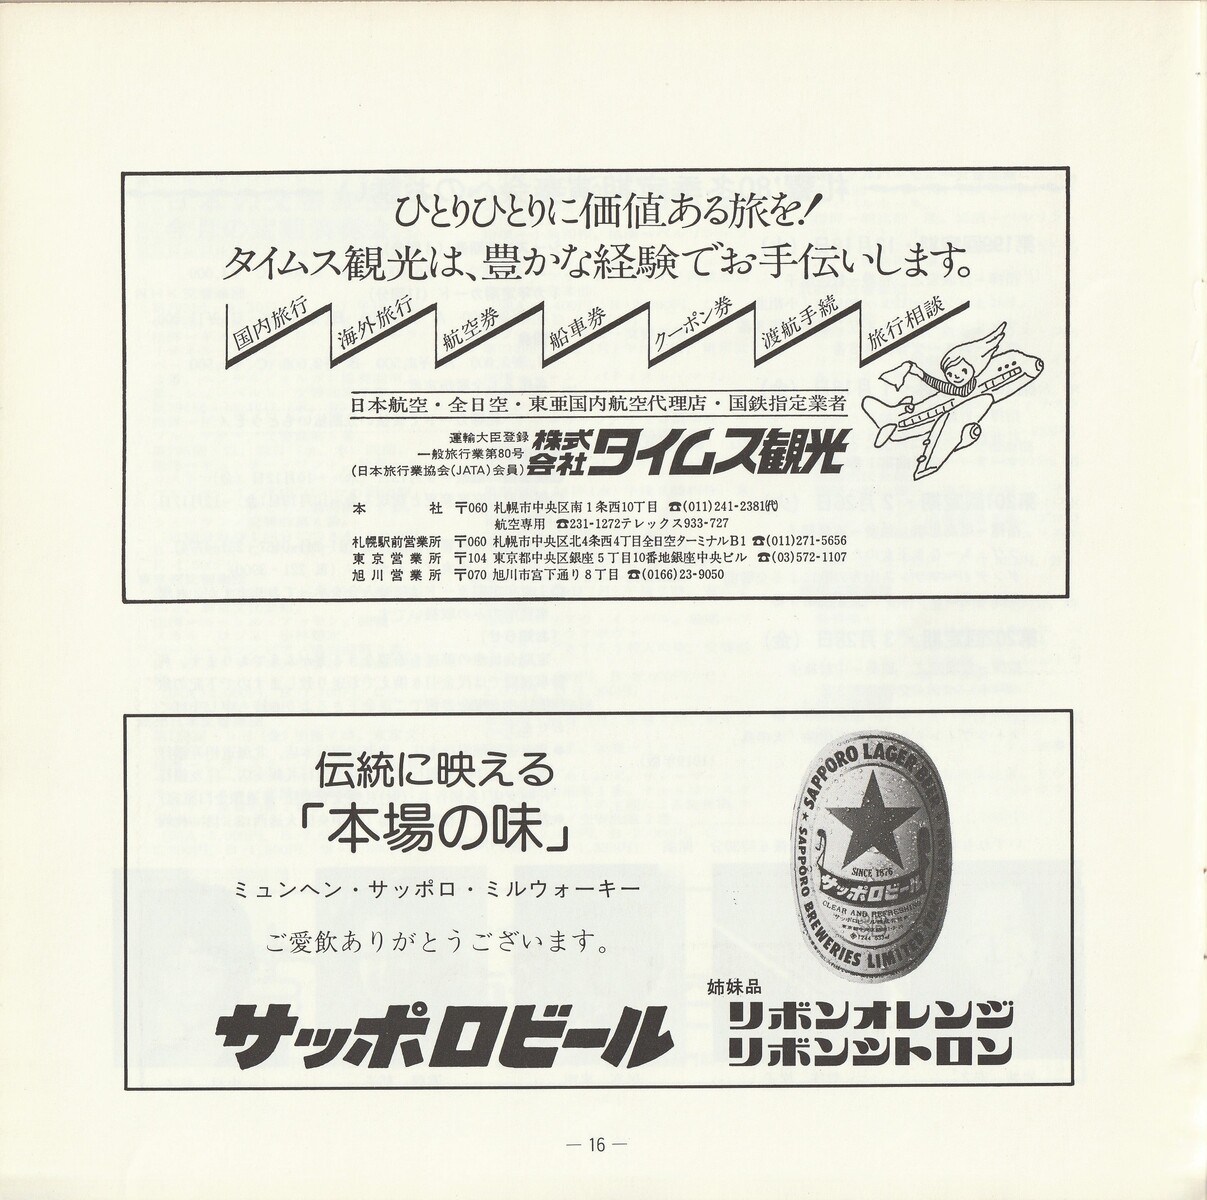 ひとりひとりに価値ある旅を!
タイムス観光は、豊かな経験でお手伝いします。
国内旅行
海外旅行
航空券
船車券
クーポン券
渡航手続
旅行相談
日本航空・全日空・東亜国内航空代理店・国鉄指定業者
運輸大臣登録
一般旅行業第80号
(日本旅行業協会(JATA)会員)
株式会社タイムス観光
本社 〒060 札幌市中央区南1条西10丁目 ☎(011)241-2381㈹
航空専用 ☎231-1272テレックス933-727
札幌駅前営業所 〒060 札幌市中央区北4条西4丁目全日空ターミナルB1 ☎(011)271-5656
東京営業所 〒104 東京都中央区銀座5丁目10番地銀座中央ビル ☎(03)572-1107
旭川営業所 〒070 旭川市宮下通り8丁目 ☎(0166)23-9050
伝統に映える
「本場の味」
ミュンヘン・サッポロ・ミルウォーキー
ご愛飲ありがとうございます。
サッポロビール
★ SAPPORO LAGER BEER ★
SINCE 1876
サッポロビール
CLEAR AND REFRESHING
SAPPORO BREWERIES LIMITED
姉妹品
リボンオレンジ
リボンシトロン
— 16 —